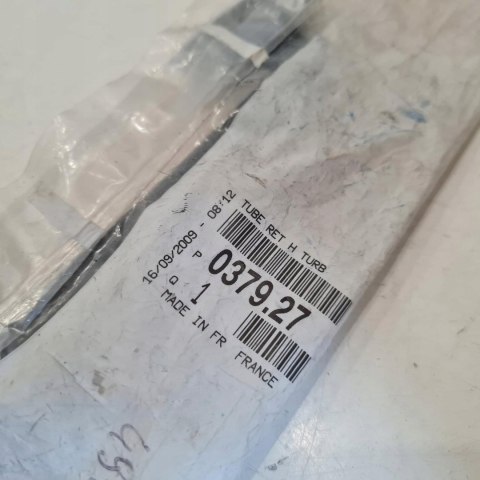 16/09/2009 - 08:12
TUBE RET H TURB
P 0379.27
Q 1
MADE IN FR FRANCE